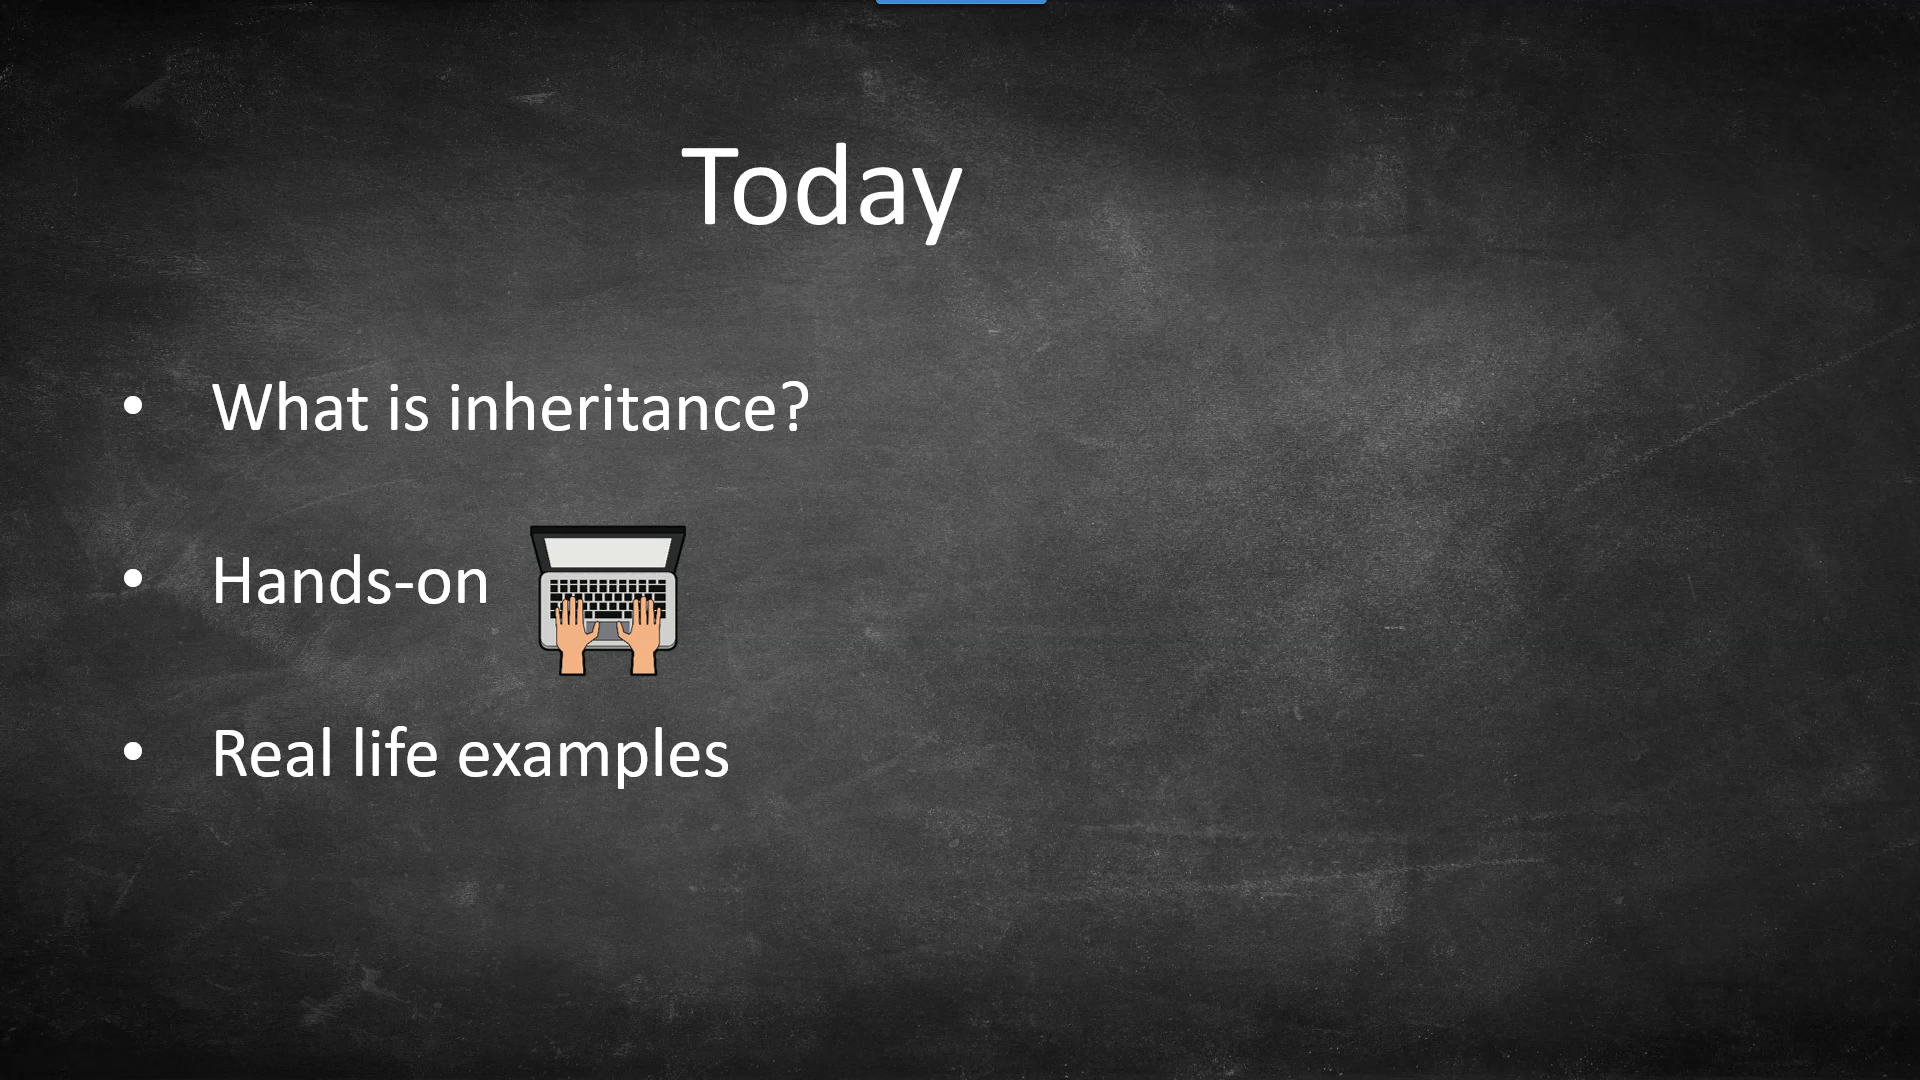 Today
• What is inheritance?
• Hands-on
• Real life examples